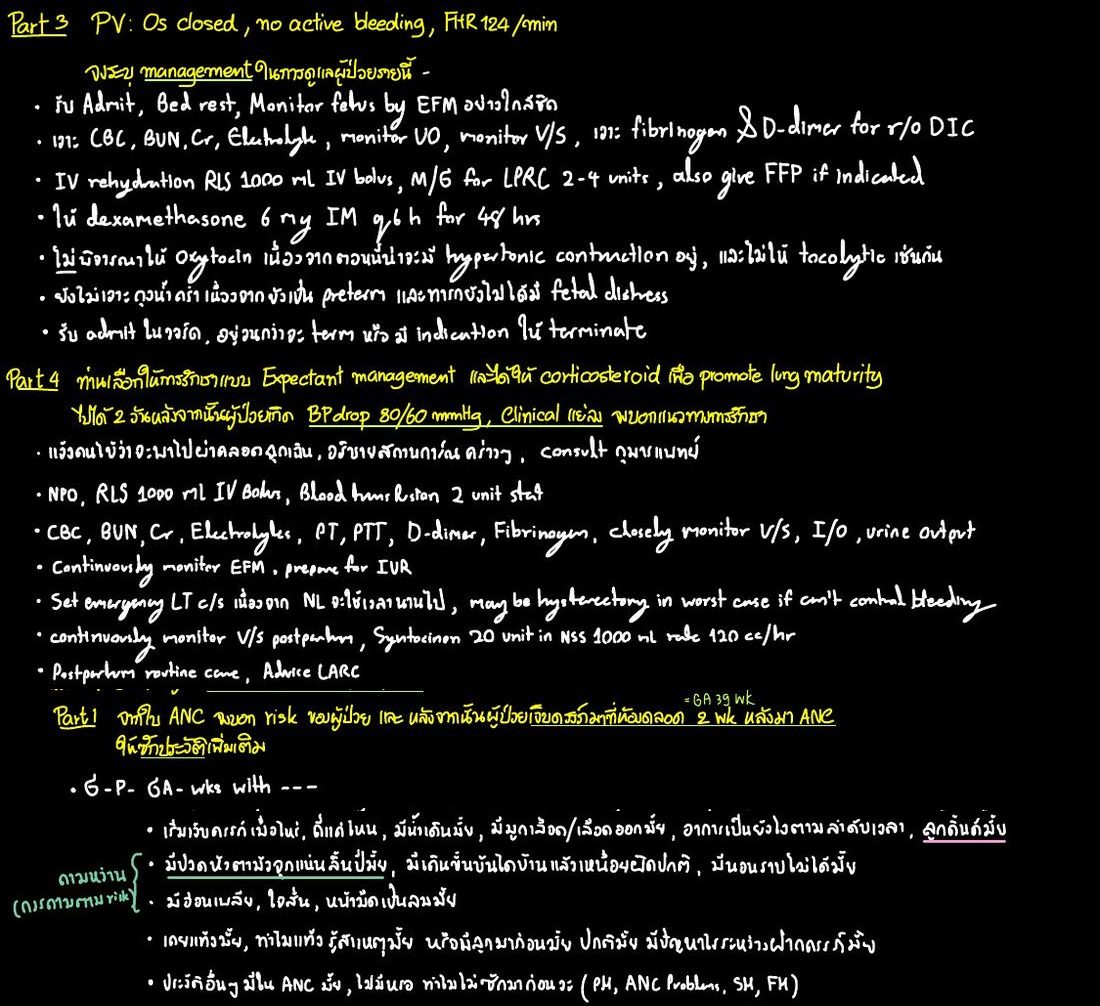 Part 3 PV: Os closed, no active bleeding, FHR 124/min
จงระบุ management ในการดูแลผู้ป่วยรายนี้ -
• รับ Admit, Bed rest, Monitor fetus by EFM อย่างใกล้ชิด
• เจาะ CBC, BUN, Cr, Electrolyte, monitor UO, monitor V/S, เจาะ fibrinogen & D-dimer for r/o DIC
• IV rehydration RLS 1000 ml IV bolus, M/G for LPRC 2-4 units, also give FFP if indicated
• ให้ dexamethasone 6 mg IM q 6 h for 48 hrs
• ไม่พิจารณาให้ Oxytocin เนื่องจากตอนนี้น่าจะมี hypertonic contraction อยู่, และไม่ให้ tocolytic เช่นกัน
• ยังไม่เจาะถุงน้ำคร่ำเนื่องจากยังเป็น preterm และทารกยังไม่ได้มี fetal distress
• รับ admit ในวอร์ด, อยู่จนกว่าจะ term หรือ มี indication ให้ terminate
Part 4 ท่านเลือกให้การรักษาแบบ Expectant management และได้ให้ corticosteroid เพื่อ promote lung maturity
ไปได้ 2 วันหลังจากนั้นผู้ป่วยเกิด BP drop 80/60 mmHg, Clinical แย่ลง จงบอกแนวทางการรักษา
• แจ้งคนไข้ว่าจะพาไปผ่าคลอดฉุกเฉิน, อธิบายสถานการณ์คร่าวๆ, consult กุมารแพทย์
• NPO, RLS 1000 ml IV Bolus, Blood transfusion 2 unit stat
• CBC, BUN, Cr, Electrolytes, PT, PTT, D-dimer, Fibrinogen, closely monitor V/S, I/O, urine output
• Continuously monitor EFM, prepare for IUR
• Set emergency LT c/s เนื่องจาก NL จะใช้เวลานานไป, may be hysterectomy in worst case if can't control bleeding
• continuously monitor V/S postpartum, Syntocinon 20 unit in NSS 1000 ml rate 120 cc/hr
• Postpartum routine care, Advice LARC
= GA 39 wk
Part 1 จากใบ ANC จงบอก risk ของผู้ป่วย และ หลังจากนั้นผู้ป่วยเจ็บครรภ์มาที่ห้องคลอด 2 wk หลังมา ANC
ให้ซักประวัติเพิ่มเติม
• G-P- GA- wks with ---
• เริ่มเจ็บครรภ์เมื่อไหร่, ถี่แค่ไหน, มีน้ำเดินมั้ย, มีมูกเลือด/เลือดออกมั้ย, อาการเป็นยังไงตามลำดับเวลา, ลูกดิ้นดีมั้ย
ถามหว่าน
(ควรถามตาม risk)
• มีปวดหัวตามัวจุกแน่นลิ้นปี่มั้ย, มีเดินขึ้นบันไดบ้านแล้วเหนื่อยผิดปกติ, มีนอนราบไม่ได้มั้ย
• มีอ่อนเพลีย, ใจสั่น, หน้ามืดเป็นลมมั้ย
• เคยแท้งมั้ย, ทำไมแท้ง รู้สาเหตุมั้ย หรือมีลูกมาก่อนมั้ย ปกติมั้ย มีปัญหาไรระหว่างฝากครรภ์มั้ย
• ประวัติอื่นๆ มีใน ANC มั้ย, ไม่มีหรอ ทำไมไม่ซักมาก่อนวะ (PH, ANC Problems, SH, FH)